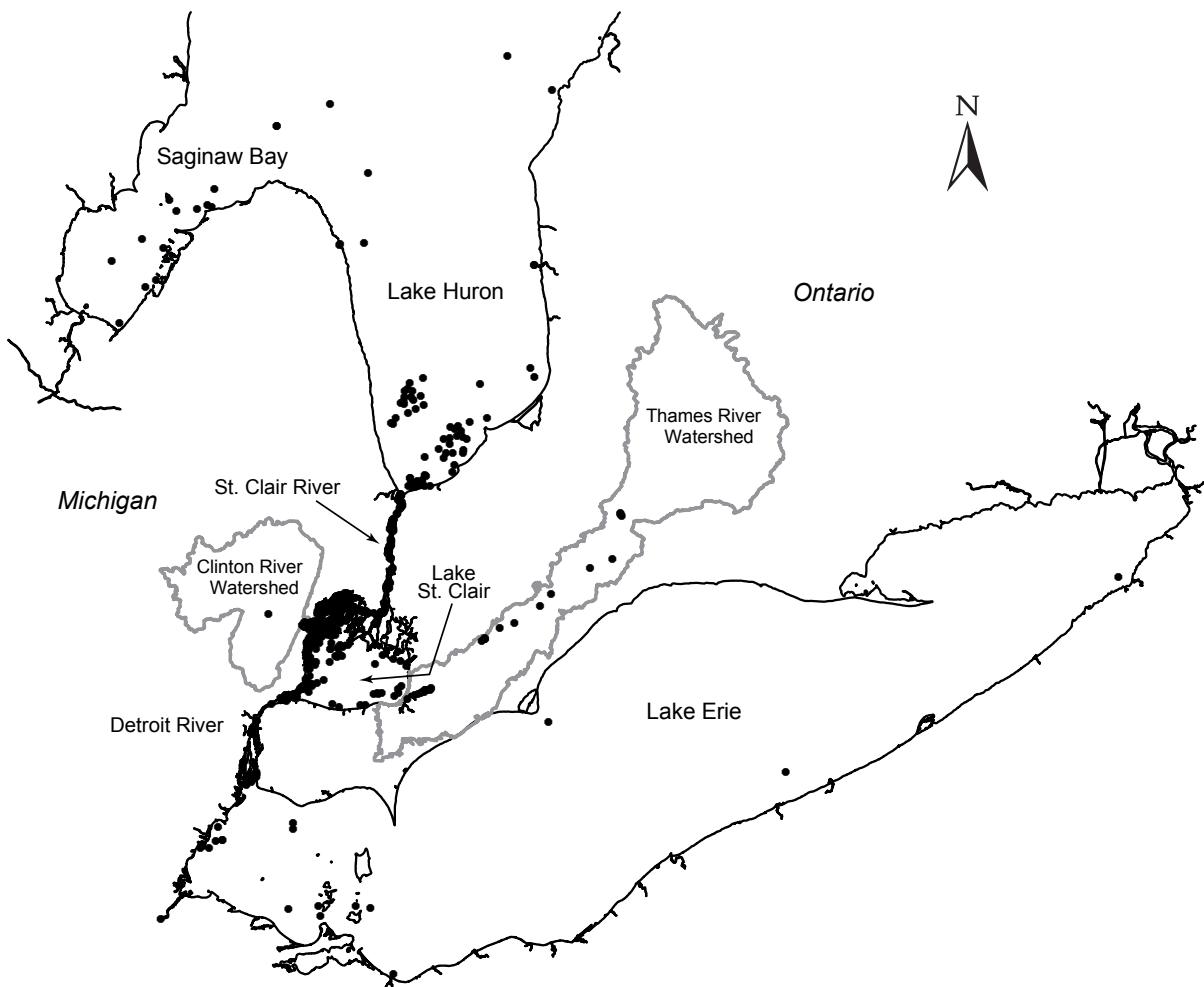 N
Saginaw Bay
Lake Huron
Ontario
Thames River
Watershed
St. Clair River
Michigan
Clinton River
Watershed
Lake
St. Clair
Detroit River
Lake Erie